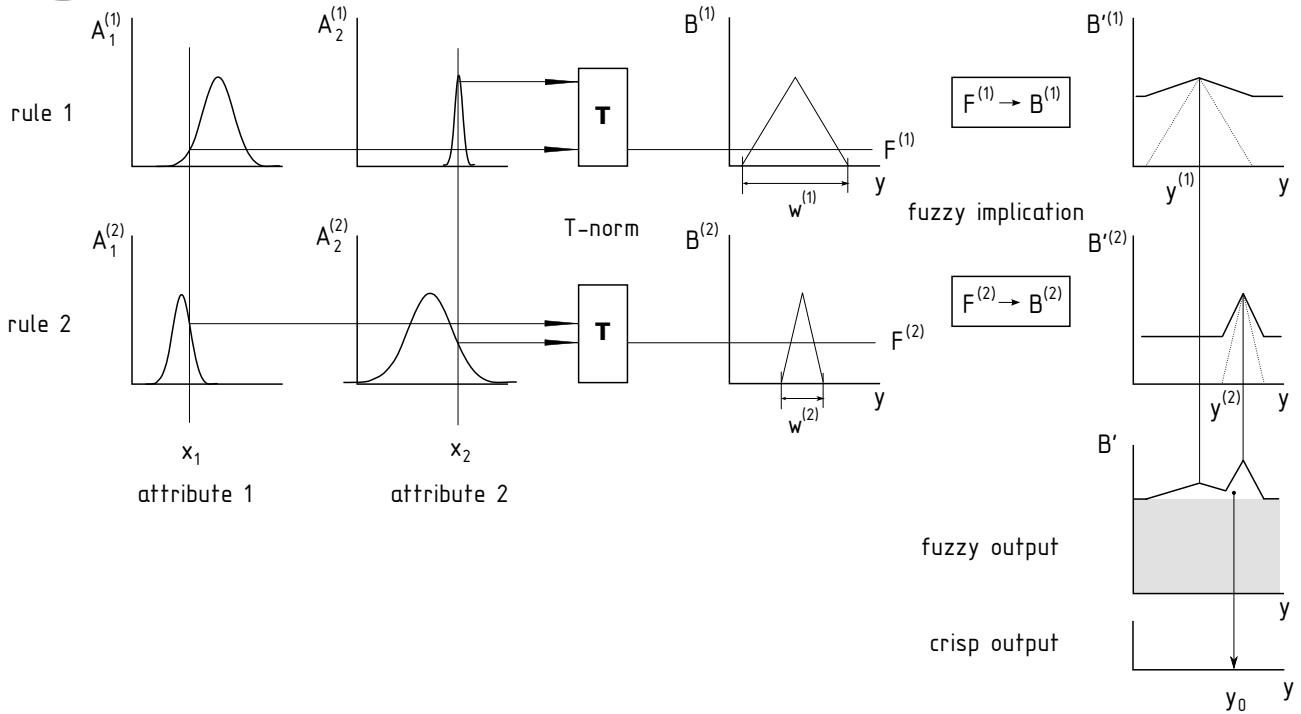 A₁⁽¹⁾ A₂⁽¹⁾ B⁽¹⁾ B′⁽¹⁾
rule 1 T F⁽¹⁾ → B⁽¹⁾
F⁽¹⁾
y y⁽¹⁾ y
w⁽¹⁾
T-norm fuzzy implication
A₁⁽²⁾ A₂⁽²⁾ B⁽²⁾ B′⁽²⁾
rule 2 T F⁽²⁾ → B⁽²⁾
F⁽²⁾
y y⁽²⁾ y
w⁽²⁾
x₁ x₂ B′
attribute 1 attribute 2
fuzzy output
y
crisp output
y₀ y